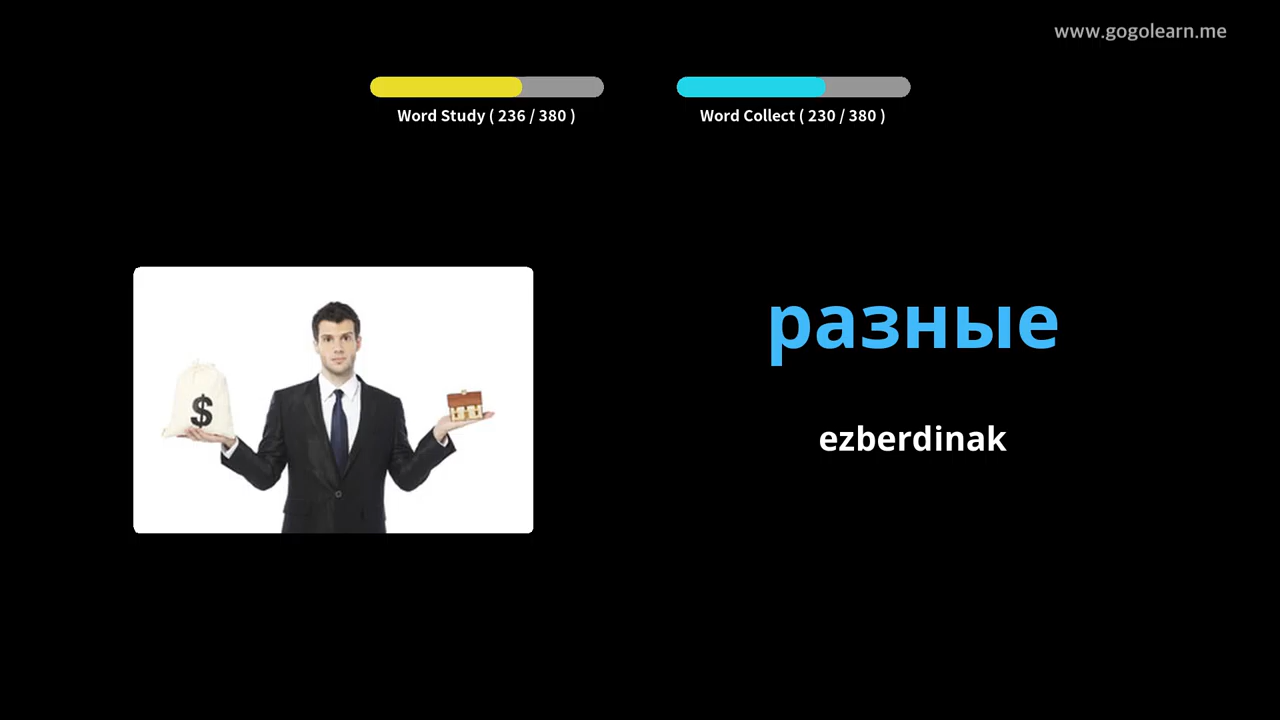 www.gogolearn.me
Word Study ( 236 / 380 )
Word Collect ( 230 / 380 )
разные
$
ezberdinak